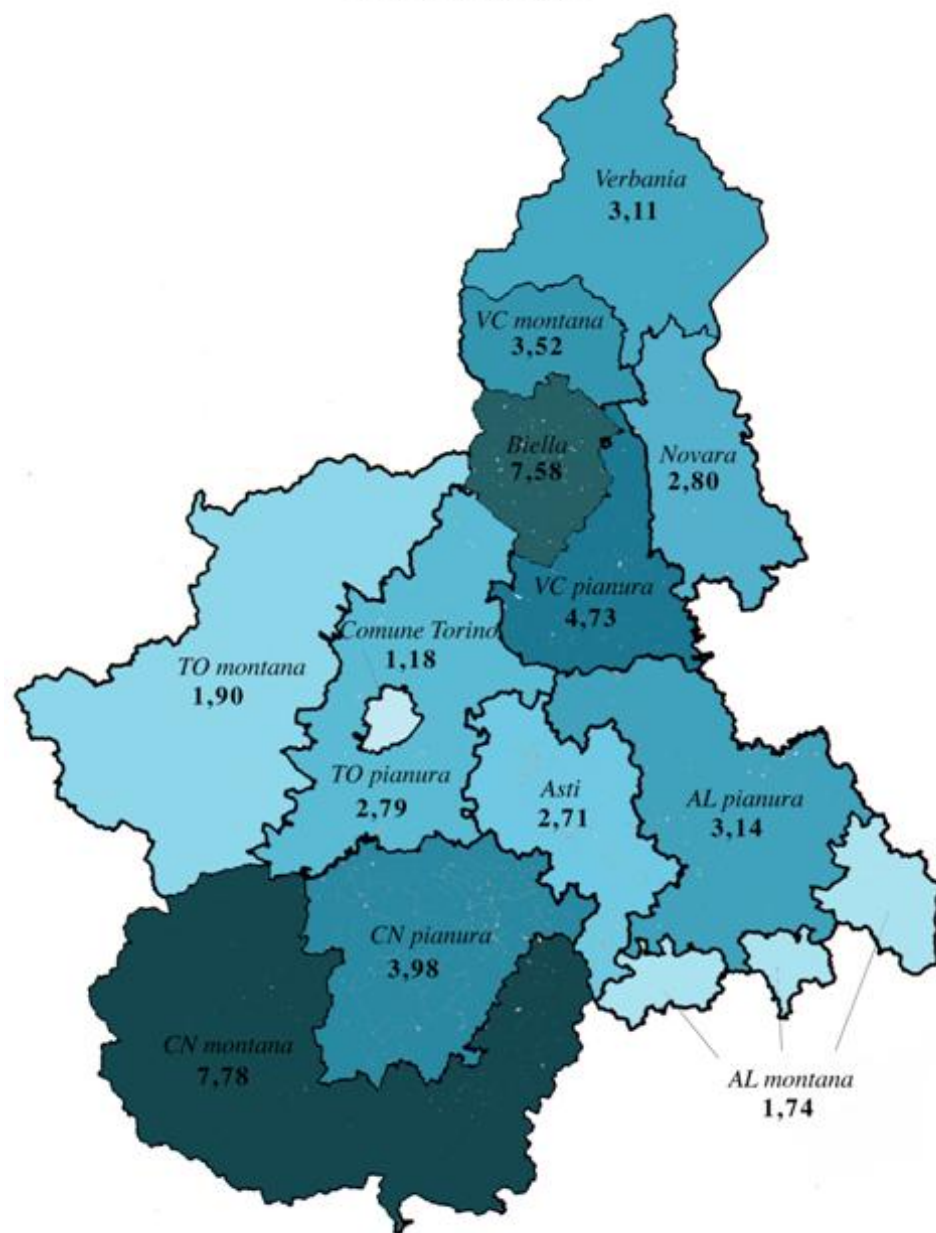 Verbania
3,11
VC montana
3,52
Biella
7,58
Novara
2,80
VC pianura
4,73
Comune Torino
1,18
TO montana
1,90
TO pianura
2,79
Asti
2,71
AL pianura
3,14
CN pianura
3,98
CN montana
7,78
AL montana
1,74